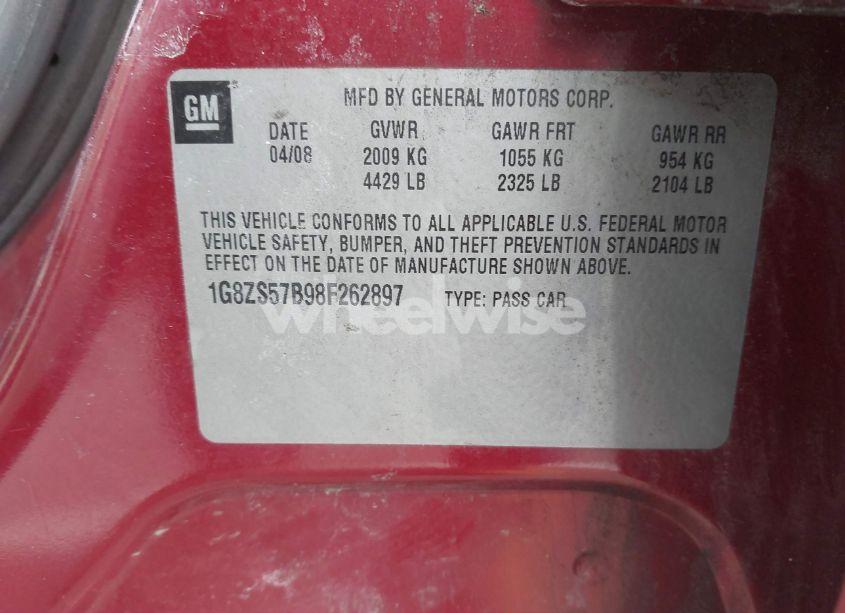 GM
MFD BY GENERAL MOTORS CORP.
DATE GVWR GAWR FRT GAWR RR
04/08 2009 KG 1055 KG 954 KG
4429 LB 2325 LB 2104 LB
THIS VEHICLE CONFORMS TO ALL APPLICABLE U.S. FEDERAL MOTOR
VEHICLE SAFETY, BUMPER, AND THEFT PREVENTION STANDARDS IN
EFFECT ON THE DATE OF MANUFACTURE SHOWN ABOVE.
1G8ZS57B98F262897 TYPE: PASS CAR
wheelwise